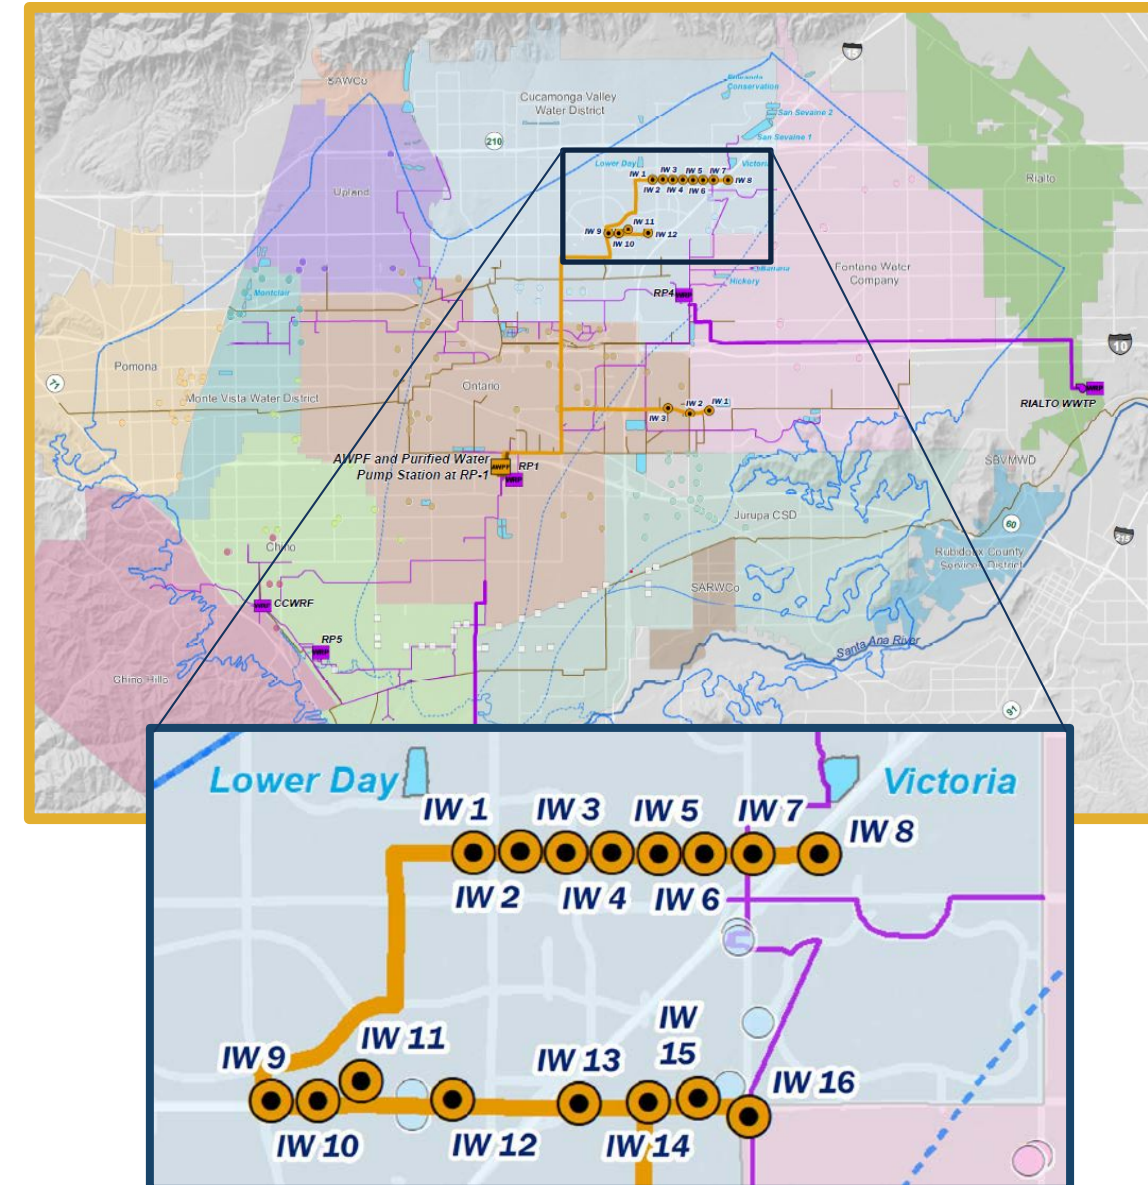 SAWCo
15
Cucamonga Valley
Water District
Conservation
San Sevaine 2
San Sevaine 1
210
Lower Day
Victoria
Upland
Rialto
IW 1
IW 3
IW 5
IW 7
IW 8
IW 2
IW 4
IW 6
IW 9
IW 11
IW 12
IW 10
Fontana Water
Company
Banana
Hickory
Montclair
RP4
10
Pomona
71
Ontario
Monte Vista Water District
RIALTO WWTP
IW 3
IW 2
IW 1
AWPF and Purified Water
Pump Station at RP-1
AWPF
RP1
SBVMWD
Jurupa CSD
60
215
Chino
Rubidoux County
Services District
SARWCo
CCWRF
RP5
Santa Ana River
Chino Hills
91
Lower Day
Victoria
IW 1
IW 3
IW 5
IW 7
IW 8
IW 2
IW 4
IW 6
IW 9
IW 11
IW 13
IW
15
IW 16
IW 10
IW 12
IW 14